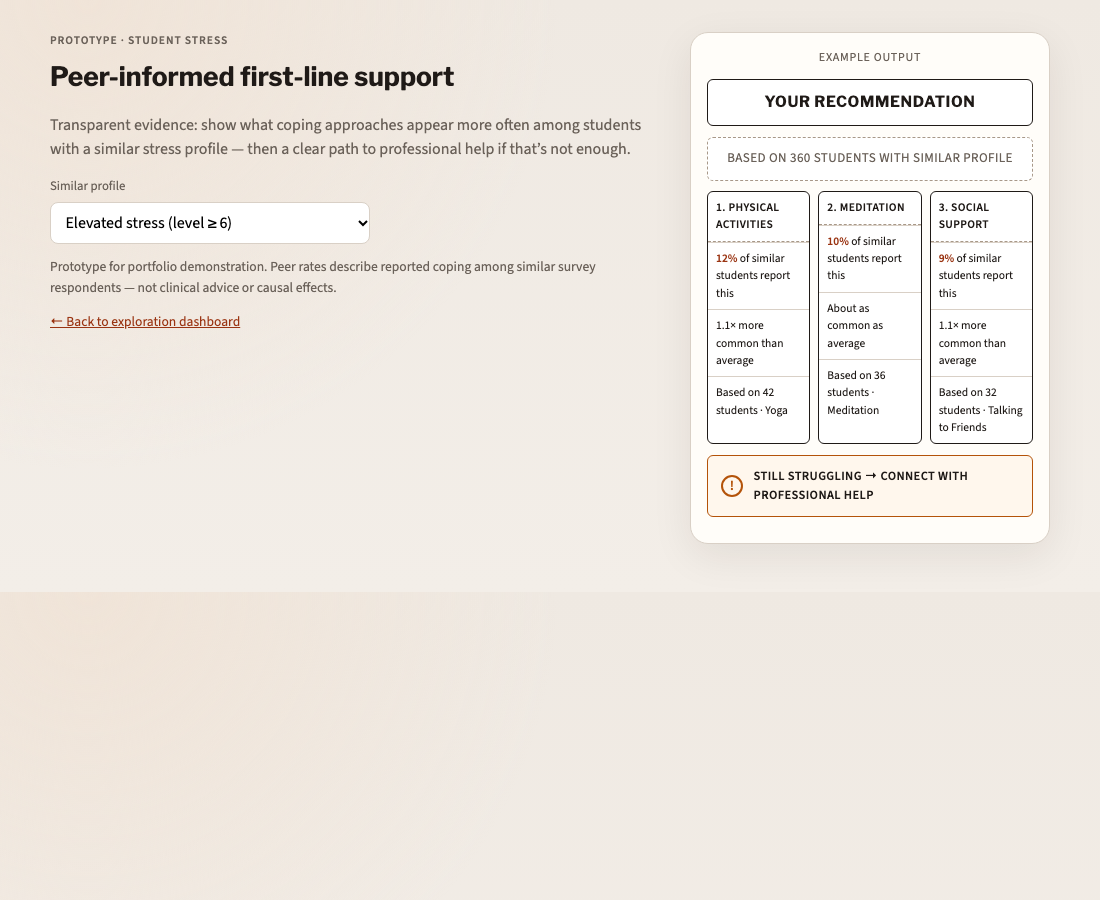 PROTOTYPE · STUDENT STRESS
Peer-informed first-line support
Transparent evidence: show what coping approaches appear more often among students
with a similar stress profile — then a clear path to professional help if that’s not enough.
Similar profile
Elevated stress (level ≥ 6)
Prototype for portfolio demonstration. Peer rates describe reported coping among similar survey
respondents — not clinical advice or causal effects.
← Back to exploration dashboard
EXAMPLE OUTPUT
YOUR RECOMMENDATION
BASED ON 360 STUDENTS WITH SIMILAR PROFILE
1. PHYSICAL
ACTIVITIES
12% of similar
students report
this
1.1× more
common than
average
Based on 42
students · Yoga
2. MEDITATION
10% of similar
students report
this
About as
common as
average
Based on 36
students ·
Meditation
3. SOCIAL
SUPPORT
9% of similar
students report
this
1.1× more
common than
average
Based on 32
students · Talking
to Friends
!
STILL STRUGGLING → CONNECT WITH
PROFESSIONAL HELP